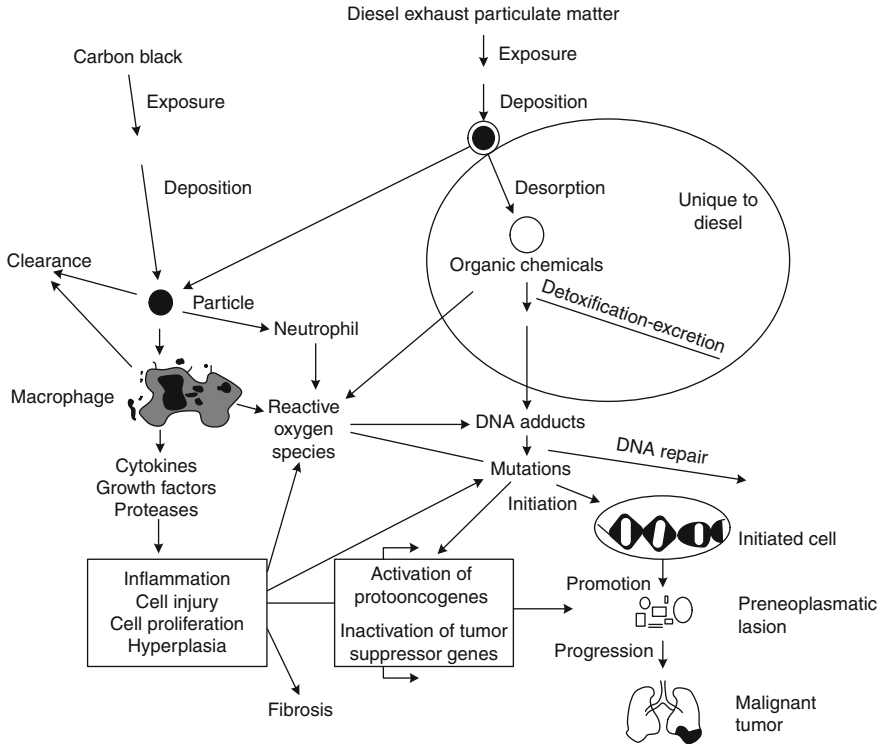 Diesel exhaust particulate matter
Exposure
Deposition
Carbon black
Exposure
Deposition
Clearance
Particle
Neutrophil
Macrophage
Desorption
Unique to
diesel
Organic chemicals
Detoxification-excretion
Reactive
oxygen
species
DNA adducts
Mutations
DNA repair
Initiation
Initiated cell
Cytokines
Growth factors
Proteases
Inflammation
Cell injury
Cell proliferation
Hyperplasia
Activation of
protooncogenes
Inactivation of tumor
suppressor genes
Promotion
Preneoplasmatic
lasion
Progression
Fibrosis
Malignant
tumor